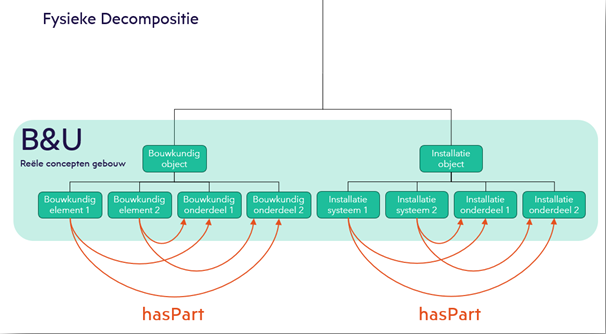 Fysieke Decompositie
B&U
Reële concepten gebouw
Bouwkundig
object
Installatie
object
Bouwkundig
element 1
Bouwkundig
element 2
Bouwkundig
onderdeel 1
Bouwkundig
onderdeel 2
Installatie
systeem 1
Installatie
systeem 2
Installatie
onderdeel 1
Installatie
onderdeel 2
hasPart
hasPart